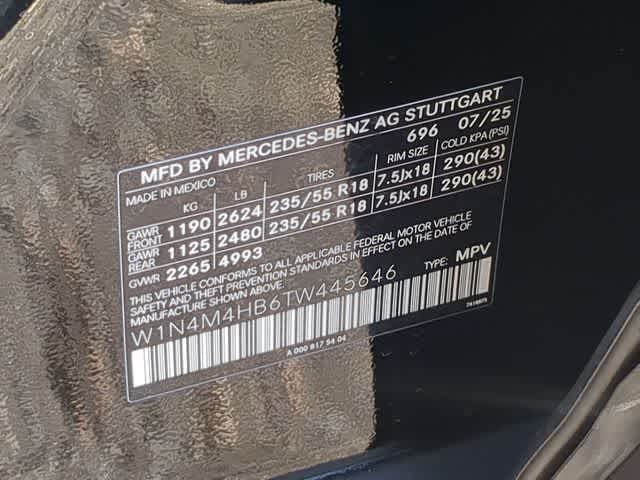 MFD BY MERCEDES-BENZ AG STUTTGART
MADE IN MEXICO 696 07/25
KG LB TIRES RIM SIZE COLD KPA(PSI)
GAWR FRONT 1190 2624 235/55 R18 7.5Jx18 290(43)
GAWR REAR 1125 2480 235/55 R18 7.5Jx18 290(43)
GVWR 2265 4993
THIS VEHICLE CONFORMS TO ALL APPLICABLE FEDERAL MOTOR VEHICLE
SAFETY THEFT PREVENTION STANDARDS IN EFFECT ON THE DATE OF
MANUFACTURE SHOWN ABOVE.
W1N4M4HB6TW445646 TYPE: MPV
A 000 817 54 04